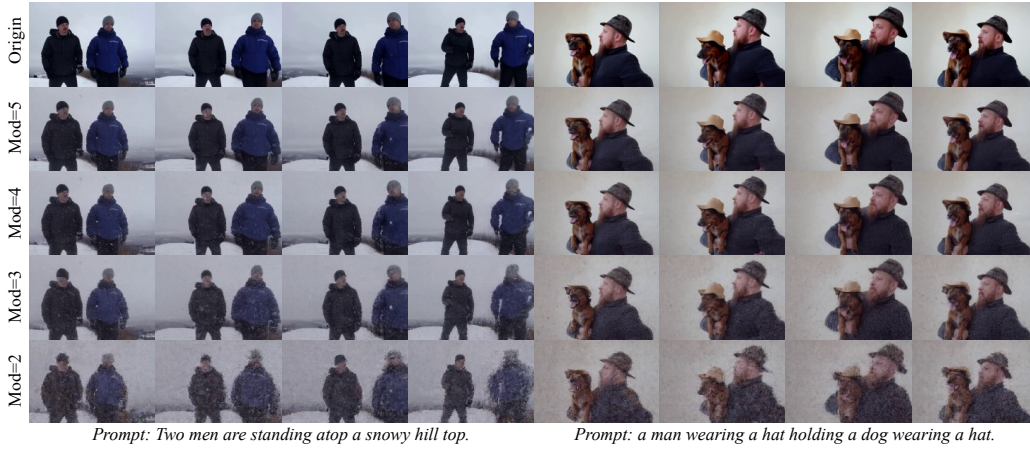 Origin
Mod=5
Mod=4
Mod=3
Mod=2
Prompt: Two men are standing atop a snowy hill top.
Prompt: a man wearing a hat holding a dog wearing a hat.